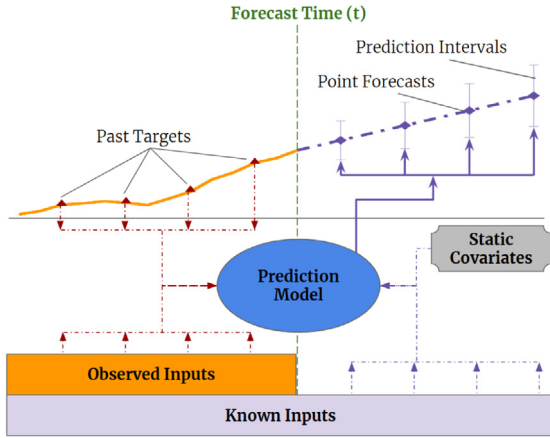 Forecast Time (t)
Prediction Intervals
Point Forecasts
Past Targets
Static
Covariates
Prediction
Model
Observed Inputs
Known Inputs